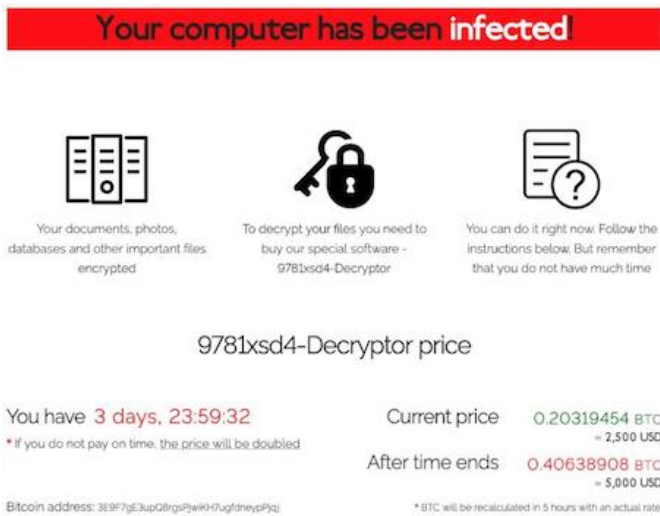 Your computer has been infected!
Your documents, photos,
databases and other important files
encrypted
To decrypt your files you need to
buy our special software -
9781xsd4-Decryptor
You can do it right now. Follow the
instructions below. But remember
that you do not have much time
9781xsd4-Decryptor price
You have 3 days, 23:59:32
* If you do not pay on time, the price will be doubled
Current price 0.20319454 BTC
≈ 2,500 USD
After time ends 0.40638908 BTC
≈ 5,000 USD
Bitcoin address:
* BTC will be recalculated in 5 hours with an actual rate